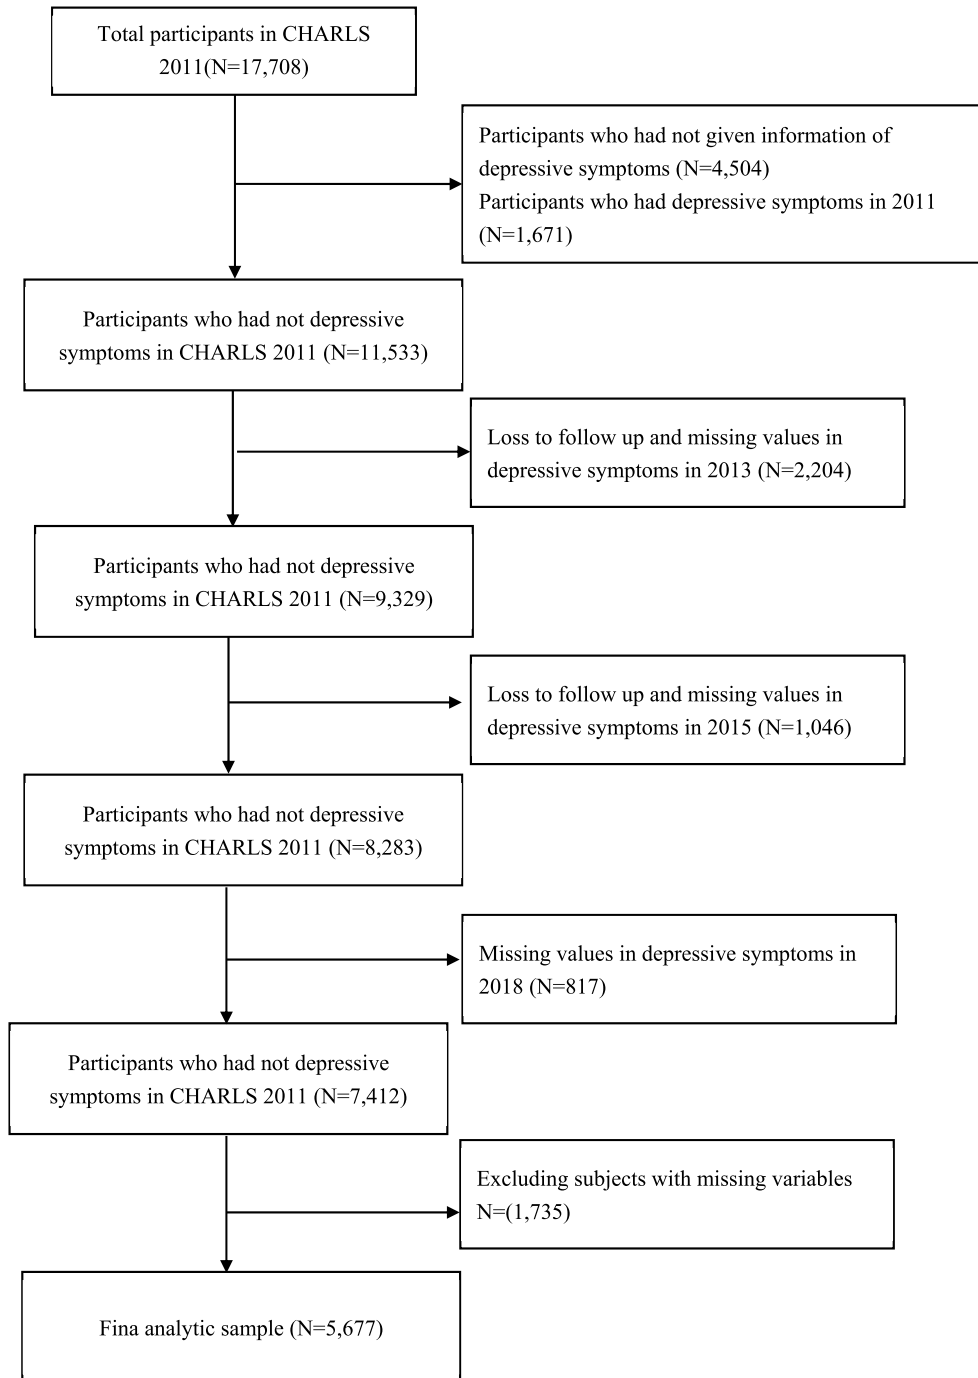 Total participants in CHARLS
2011(N=17,708)
Participants who had not given information of
depressive symptoms (N=4,504)
Participants who had depressive symptoms in 2011
(N=1,671)
Participants who had not depressive
symptoms in CHARLS 2011 (N=11,533)
Loss to follow up and missing values in
depressive symptoms in 2013 (N=2,204)
Participants who had not depressive
symptoms in CHARLS 2011 (N=9,329)
Loss to follow up and missing values in
depressive symptoms in 2015 (N=1,046)
Participants who had not depressive
symptoms in CHARLS 2011 (N=8,283)
Missing values in depressive symptoms in
2018 (N=817)
Participants who had not depressive
symptoms in CHARLS 2011 (N=7,412)
Excluding subjects with missing variables
N=(1,735)
Fina analytic sample (N=5,677)